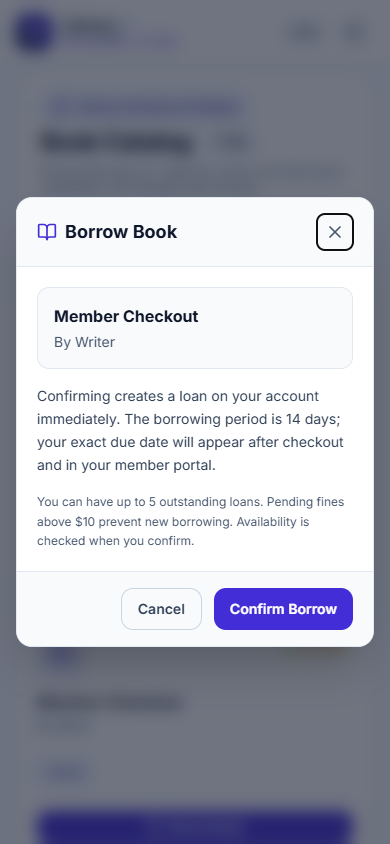 Borrow Book
Member Checkout
By Writer
Confirming creates a loan on your account
immediately. The borrowing period is 14 days;
your exact due date will appear after checkout
and in your member portal.
You can have up to 5 outstanding loans. Pending fines
above $10 prevent new borrowing. Availability is
checked when you confirm.
Cancel
Confirm Borrow